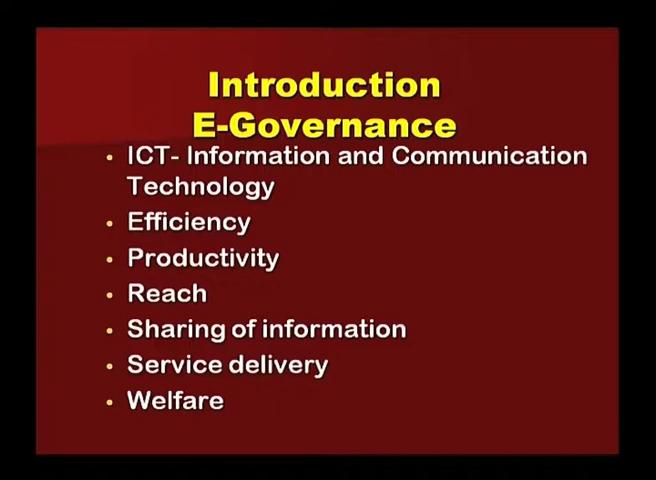 Introduction
E-Governance
• ICT- Information and Communication
Technology
• Efficiency
• Productivity
• Reach
• Sharing of information
• Service delivery
• Welfare